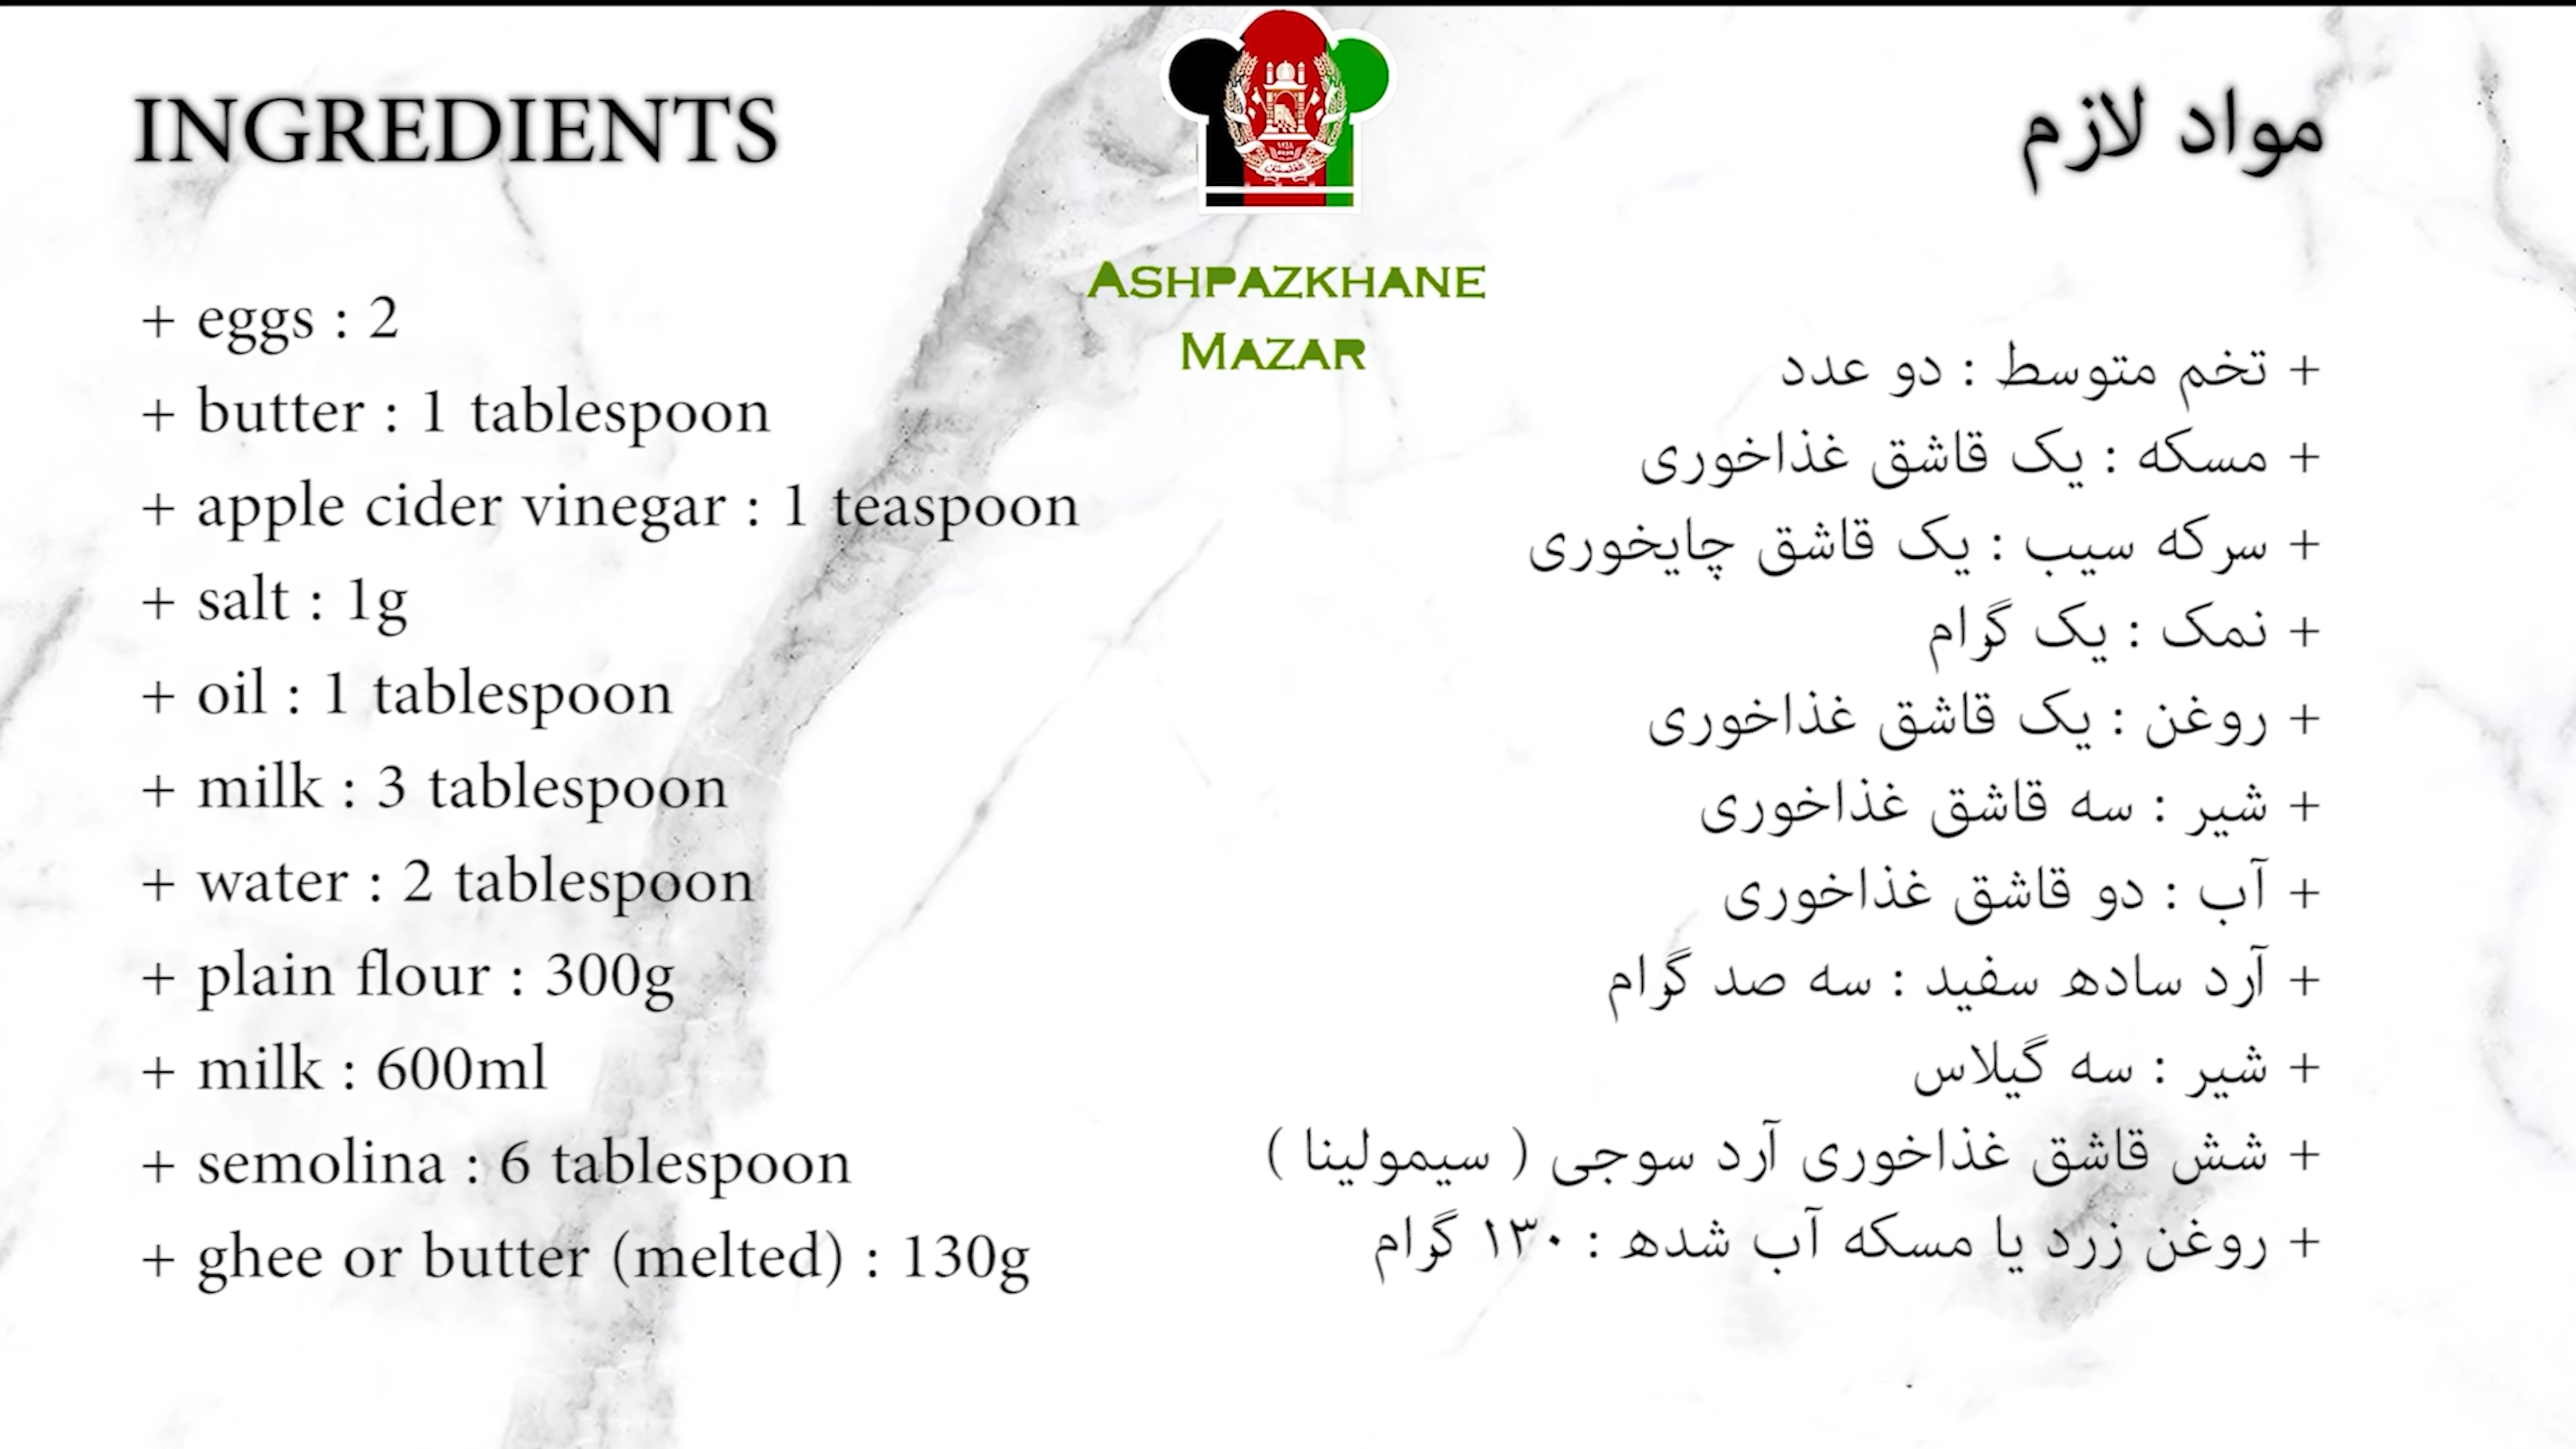 INGREDIENTS
+ eggs : 2
+ butter : 1 tablespoon
+ apple cider vinegar : 1 teaspoon
+ salt : 1g
+ oil : 1 tablespoon
+ milk : 3 tablespoon
+ water : 2 tablespoon
+ plain flour : 300g
+ milk : 600ml
+ semolina : 6 tablespoon
+ ghee or butter (melted) : 130g
ASHPAZKHANE
MAZAR
مواد لازم
+ تخم متوسط : دو عدد
+ مسکه : یک قاشق غذاخوری
+ سرکه سیب : یک قاشق چایخوری
+ نمک : یک گرام
+ روغن : یک قاشق غذاخوری
+ شیر : سه قاشق غذاخوری
+ آب : دو قاشق غذاخوری
+ آرد ساده سفید : سه صد گرام
+ شیر : سه گیلاس
+ شش قاشق غذاخوری آرد سوجی ( سیمولینا )
+ روغن زرد یا مسکه آب شده : ۱۳۰ گرام